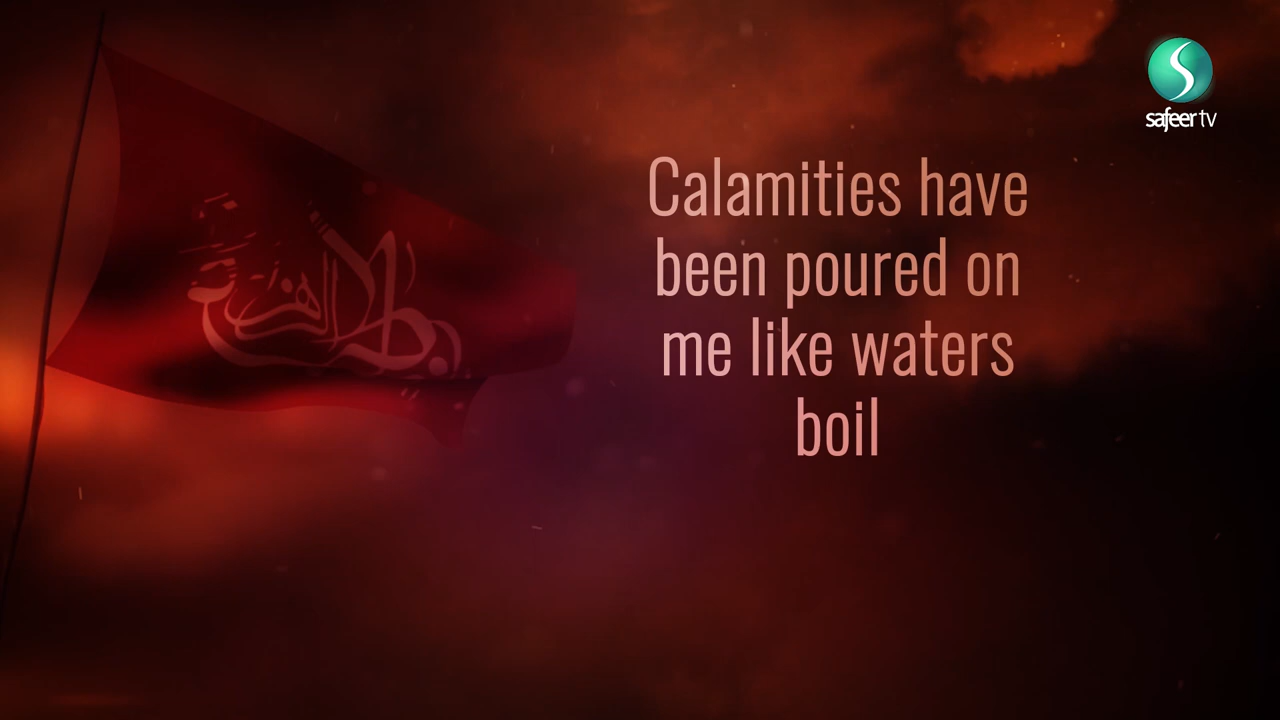 safeer tv
Calamities have
been poured on
me like waters
boil